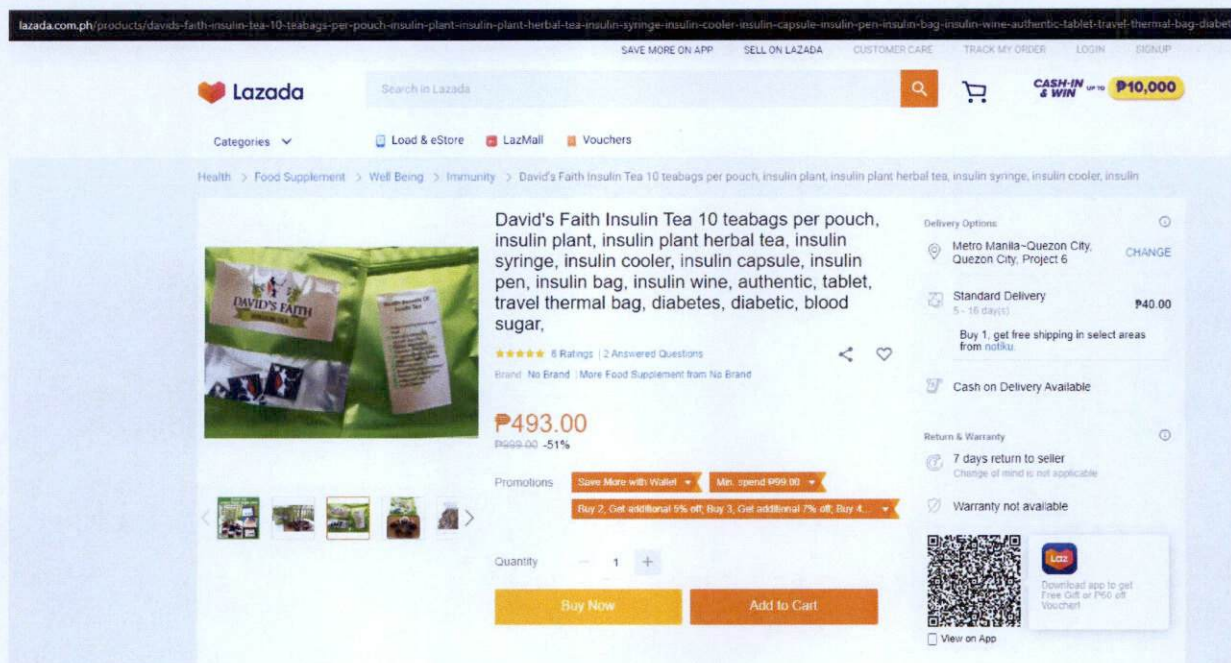 lazada.com.ph/products/davids-faith-insulin-tea-10-teabags-per-pouch-insulin-plant-insulin-plant-herbal-tea-insulin-syringe-insulin-cooler-insulin-capsule-insulin-pen-insulin-bag-insulin-wine-authentic-tablet-travel-thermal-bag-diabet
SAVE MORE ON APP SELL ON LAZADA CUSTOMER CARE TRACK MY ORDER LOGIN SIGNUP
Lazada
Search in Lazada
CASH-IN & WIN UP TO ₱10,000
Categories
Load & eStore LazMall Vouchers
Health > Food Supplement > Well Being > Immunity > David's Faith Insulin Tea 10 teabags per pouch, insulin plant, insulin plant herbal tea, insulin syringe, insulin cooler, insulin
DAVID'S FAITH
David's Faith Insulin Tea 10 teabags per pouch,
insulin plant, insulin plant herbal tea, insulin
syringe, insulin cooler, insulin capsule, insulin
pen, insulin bag, insulin wine, authentic, tablet,
travel thermal bag, diabetes, diabetic, blood
sugar,
6 Ratings | 2 Answered Questions
Brand: No Brand | More Food Supplement from No Brand
₱493.00
₱999.00 -51%
Promotions
Save More with Wallet
Min. spend ₱99.00
Buy 2, Get additional 5% off; Buy 3, Get additional 7% off; Buy 4...
Quantity
1
Buy Now
Add to Cart
Delivery Options
Metro Manila~Quezon City,
Quezon City, Project 6
CHANGE
Standard Delivery
₱40.00
5 - 16 day(s)
Buy 1, get free shipping in select areas
from notiku.
Cash on Delivery Available
Return & Warranty
7 days return to seller
Change of mind is not applicable
Warranty not available
Laz
Download app to get
Free Gift or P60 off
Voucher!
View on App